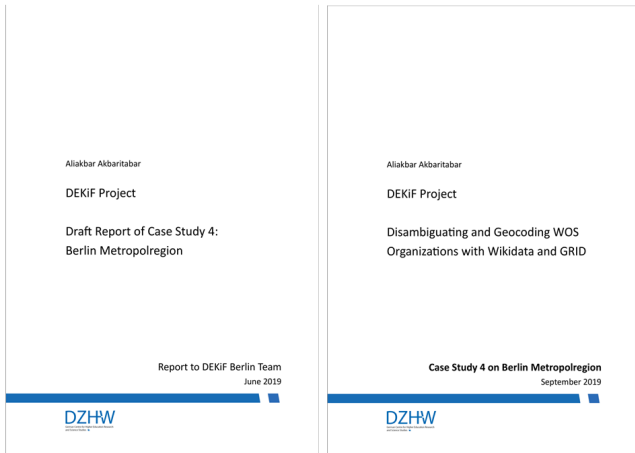 Aliakbar Akbaritabar
DEKiF Project
Draft Report of Case Study 4:
Berlin Metropolregion
Report to DEKiF Berlin Team
June 2019
DZHW
Aliakbar Akbaritabar
DEKiF Project
Disambiguating and Geocoding WOS
Organizations with Wikidata and GRID
Case Study 4 on Berlin Metropolregion
September 2019
DZHW